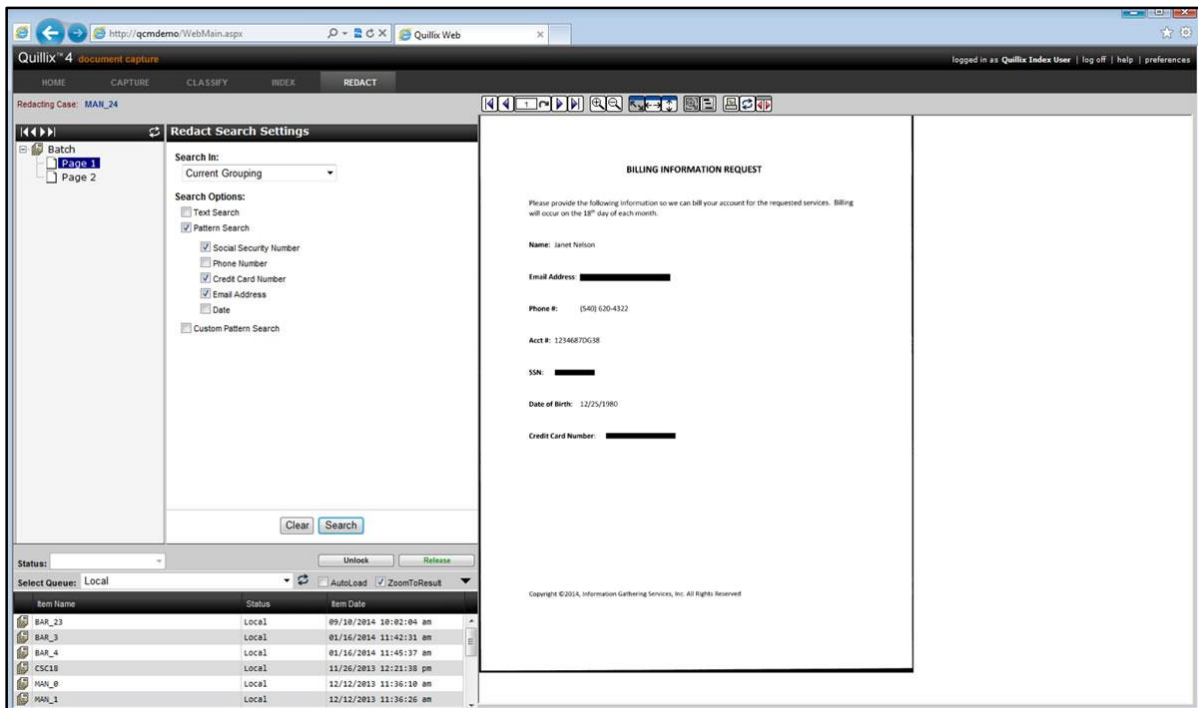 http://qcmdemo/WebMain.aspx
Quillix Web
Quillix™4 document capture
logged in as Quillix Index User | log off | help | preferences
HOME CAPTURE CLASSIFY INDEX REDACT
Redacting Case: MAN_24
1
Batch
Page 1
Page 2
Redact Search Settings
Search In:
Current Grouping
Search Options:
Text Search
Pattern Search
Social Security Number
Phone Number
Credit Card Number
Email Address
Date
Custom Pattern Search
Clear Search
Status:
Unlock Release
Select Queue: Local
AutoLoad ZoomToResult
Item Name Status Item Date
BAR_23 Local 09/10/2014 10:02:04 am
BAR_3 Local 01/16/2014 11:42:31 am
BAR_4 Local 01/16/2014 11:45:37 am
CSC18 Local 11/26/2013 12:21:38 pm
MAN_0 Local 12/12/2013 11:36:10 am
MAN_1 Local 12/12/2013 11:36:26 am
BILLING INFORMATION REQUEST
Please provide the following information so we can bill your account for the requested services. Billing
will occur on the 18th day of each month.
Name: Janet Nelson
Email Address:
Phone #: (540) 620-4322
Acct #: 1234687DG38
SSN:
Date of Birth: 12/25/1980
Credit Card Number:
Copyright ©2014, Information Gathering Services, Inc. All Rights Reserved